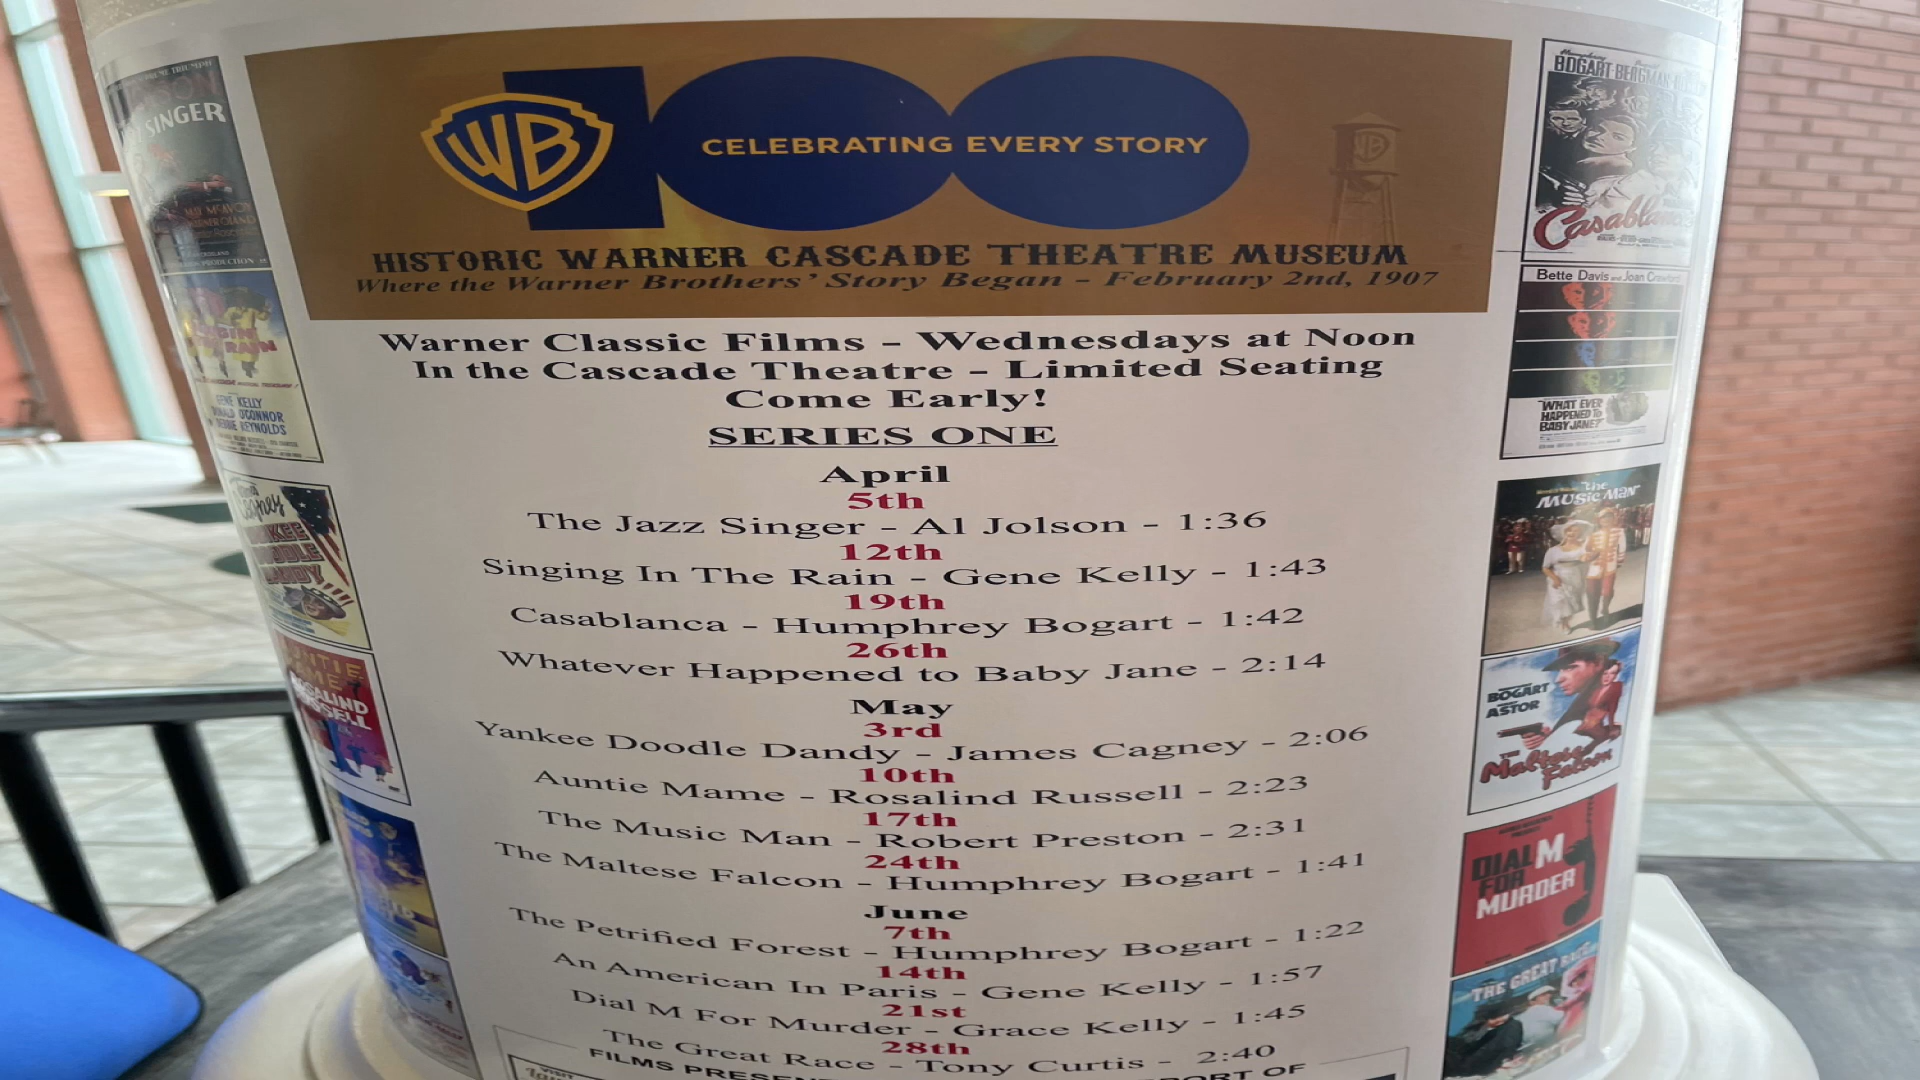 WB
CELEBRATING EVERY STORY
WB
HISTORIC WARNER CASCADE THEATRE MUSEUM
Where the Warner Brothers' Story Began - February 2nd, 1907
Warner Classic Films - Wednesdays at Noon
In the Cascade Theatre - Limited Seating
Come Early!
SERIES ONE
April
5th
The Jazz Singer - Al Jolson - 1:36
12th
Singing In The Rain - Gene Kelly - 1:43
19th
Casablanca - Humphrey Bogart - 1:42
26th
Whatever Happened to Baby Jane - 2:14
May
3rd
Yankee Doodle Dandy - James Cagney - 2:06
10th
Auntie Mame - Rosalind Russell - 2:23
17th
The Music Man - Robert Preston - 2:31
24th
The Maltese Falcon - Humphrey Bogart - 1:41
June
7th
The Petrified Forest - Humphrey Bogart - 1:22
14th
An American In Paris - Gene Kelly - 1:57
21st
Dial M For Murder - Grace Kelly - 1:45
28th
The Great Race - Tony Curtis - 2:40
FILMS
OF
VISIT
SINGER
GENE KELLY
DONALD O'CONNOR
DEBBIE REYNOLDS
BOGART BERGMAN
Casablanca
Bette Davis and Joan Crawford
WHAT EVER
HAPPENED TO
BABY JANE?
The
MUSIC MAN
BOGART
ASTOR
Maltese
Falcon
DIAL M
FOR
MURDER
THE GREAT RACE